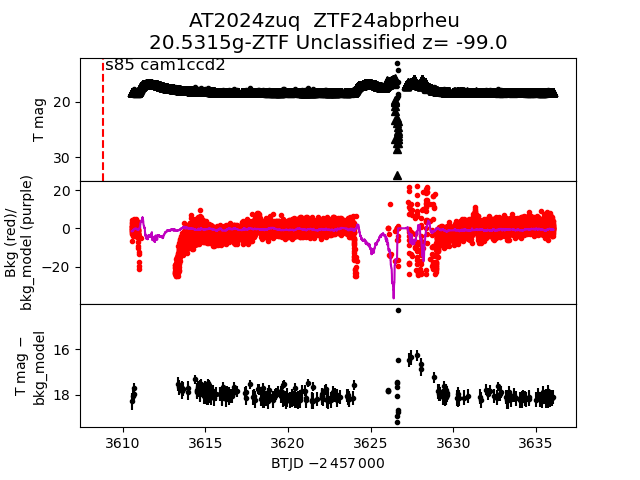 AT2024zuq  ZTF24abprheu
20.5315g-ZTF Unclassified z= -99.0
s85 cam1ccd2
T mag
20
30
Bkg (red)/
bkg_model (purple)
20
0
−20
T mag −
bkg_model
16
18
3610 3615 3620 3625 3630 3635
BTJD −2 457 000